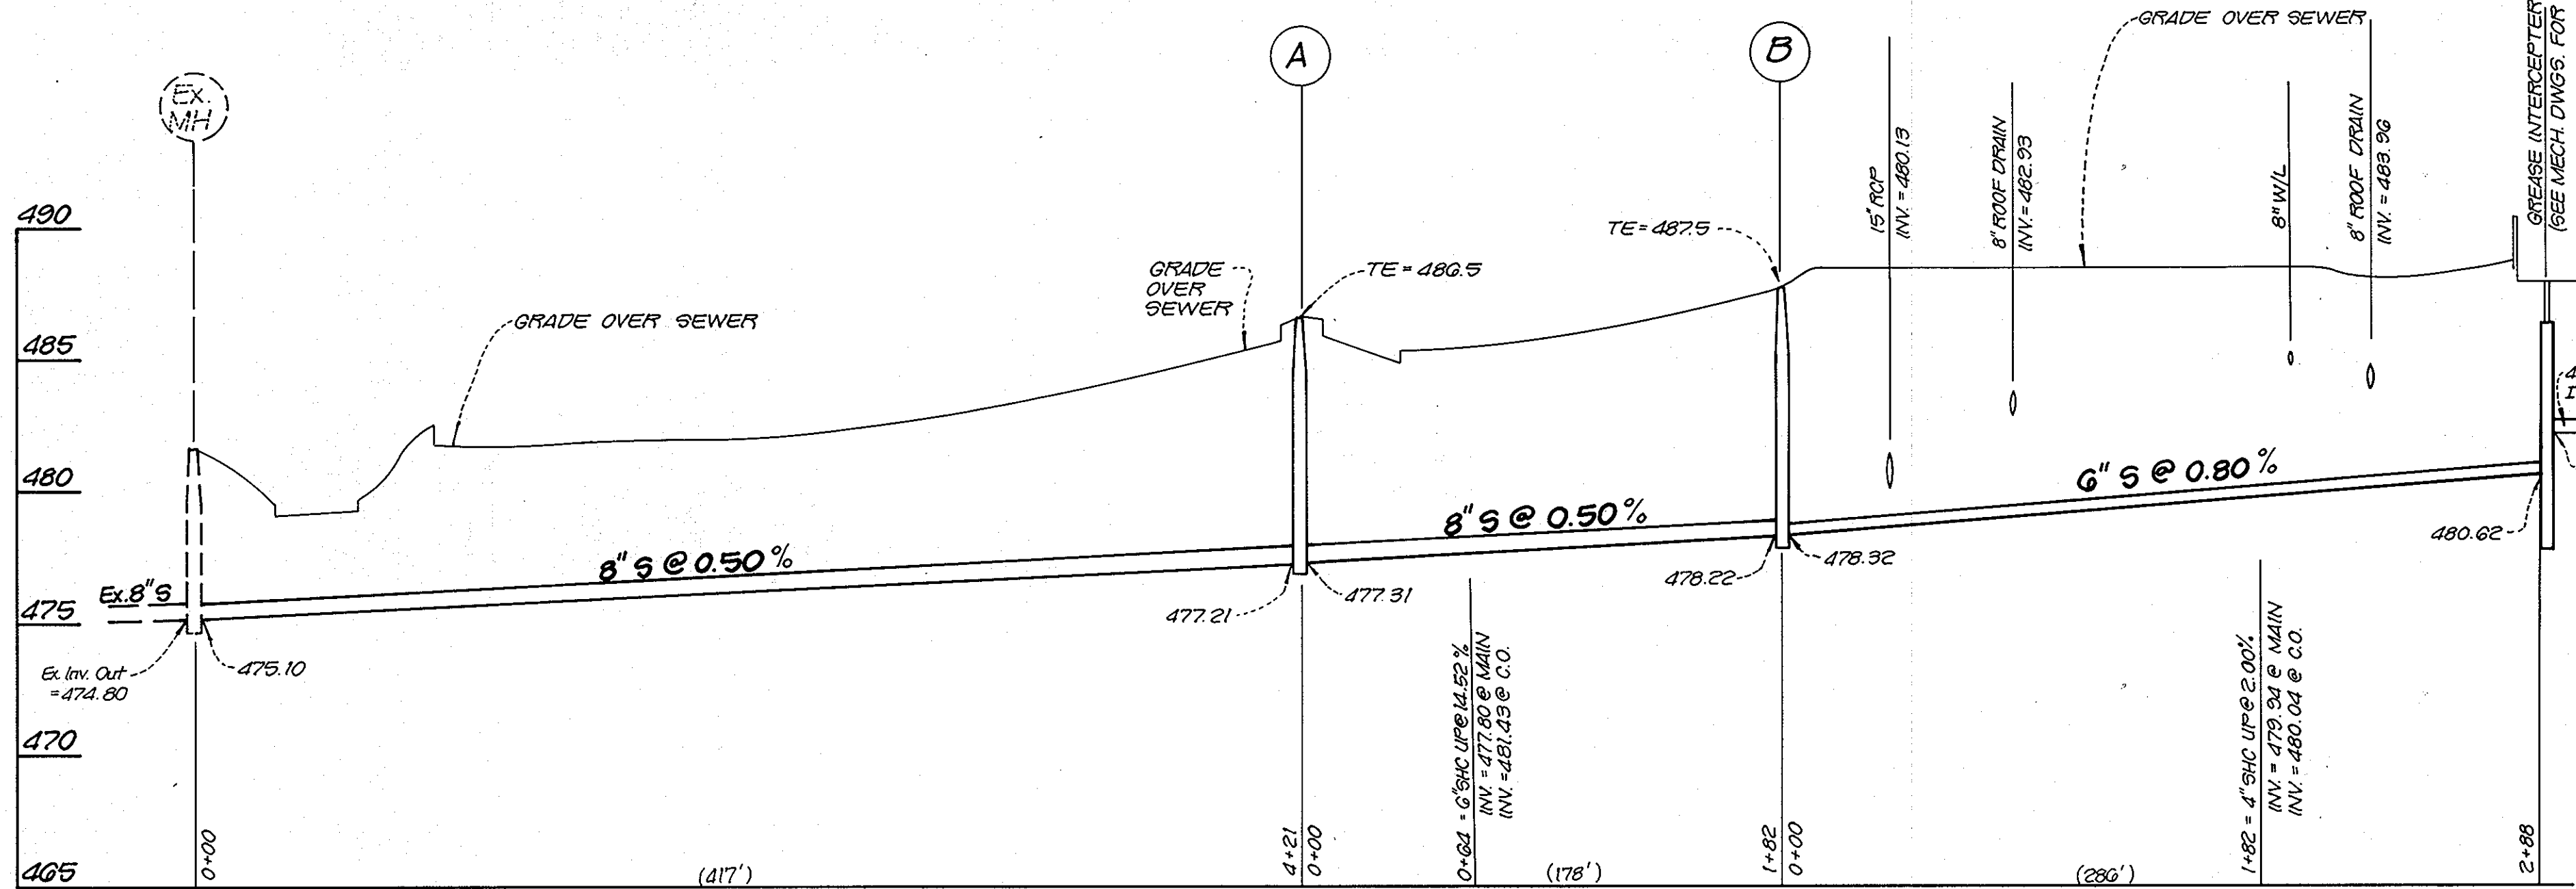 Ex.
MH
A
B
GRADE OVER SEWER
GREASE INTERCEPTER
(SEE MECH. DWGS. FOR
15" RCP
INV. = 480.13
8" ROOF DRAIN
INV. = 482.93
8" W/L
8" ROOF DRAIN
INV. = 483.96
490
485
480
475
470
465
TE = 487.5
GRADE
OVER
SEWER
TE = 486.5
GRADE OVER SEWER
6" S @ 0.80%
8" S @ 0.50%
8" S @ 0.50%
Ex. 8" S
480.62
478.22
478.32
477.21
477.31
475.10
Ex. Inv. Out
=474.80
0+64 = 6" SHC UP @ 14.52%
INV. = 477.80 @ MAIN
INV. = 481.43 @ C.O.
1+82 = 4" SHC UP @ 2.00%
INV. = 479.94 @ MAIN
INV. = 480.04 @ C.O.
0+00
4+21
0+00
1+82
0+00
2+88
(417')
(178')
(286')